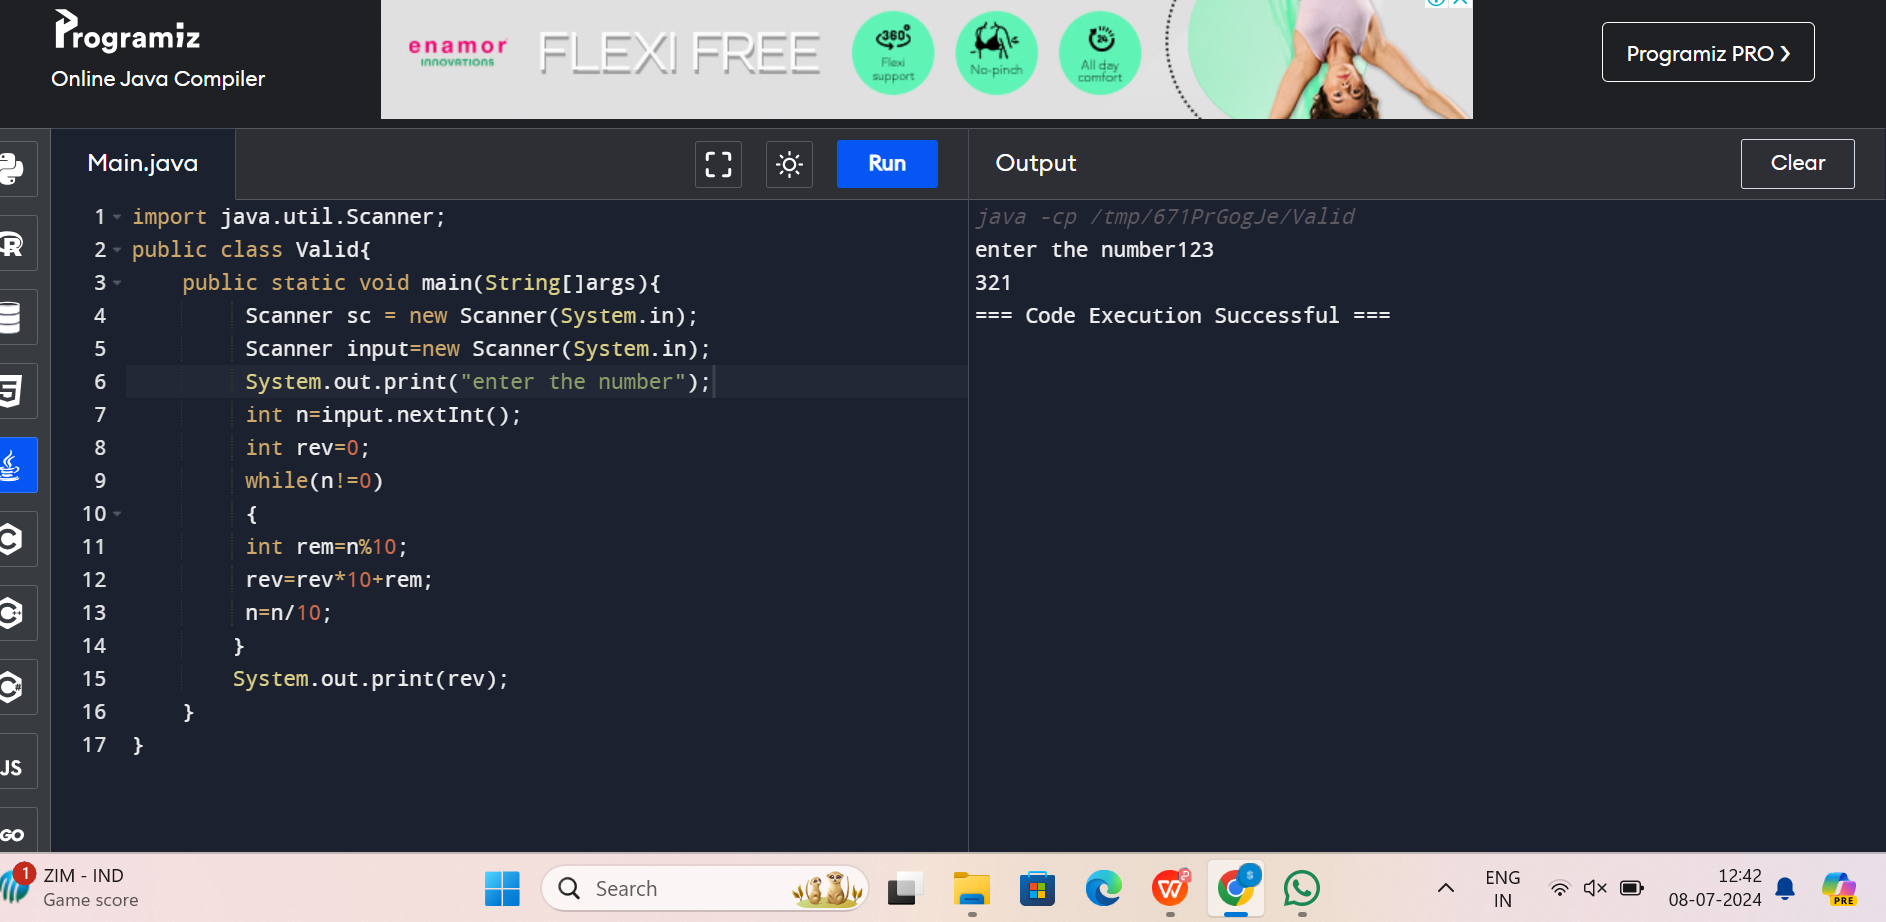 Programiz
Online Java Compiler
enamor
INNOVATIONS
FLEXI FREE
360°
Flexi
support
No-pinch
24
All day
comfort
Programiz PRO ❯
Main.java
Run
Output
Clear
1 import java.util.Scanner;
2 public class Valid{
3 public static void main(String[]args){
4 Scanner sc = new Scanner(System.in);
5 Scanner input=new Scanner(System.in);
6 System.out.print("enter the number");
7 int n=input.nextInt();
8 int rev=0;
9 while(n!=0)
10 {
11 int rem=n%10;
12 rev=rev*10+rem;
13 n=n/10;
14 }
15 System.out.print(rev);
16 }
17 }
java -cp /tmp/671PrGogJe/Valid
enter the number123
321
=== Code Execution Successful ===
R
5
C
C++
C#
JS
GO
1
ZIM - IND
Game score
Search
W
P
S
ENG
IN
12:42
08-07-2024
PRE